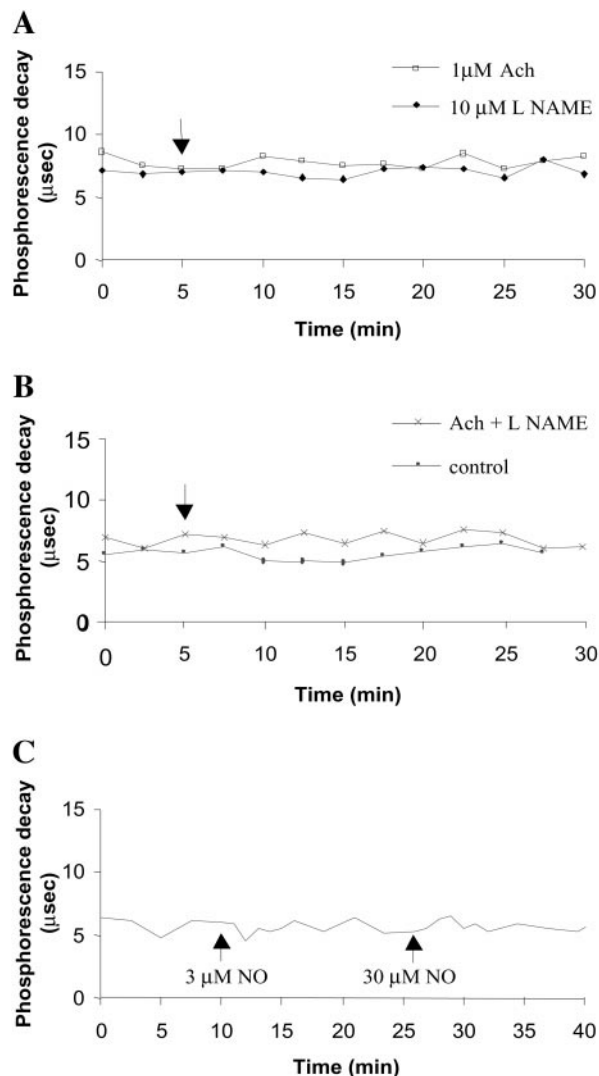 A
Phosphorescence decay
(μsec)
15
10
5
0
1μM Ach
10 μM L NAME
0 5 10 15 20 25 30
Time (min)
B
Phosphorescence decay
(μsec)
15
10
5
0
Ach + L NAME
control
0 5 10 15 20 25 30
Time (min)
C
Phosphorescence decay
(μsec)
15
10
5
0
3 μM NO
30 μM NO
0 5 10 15 20 25 30 35 40
Time (min)